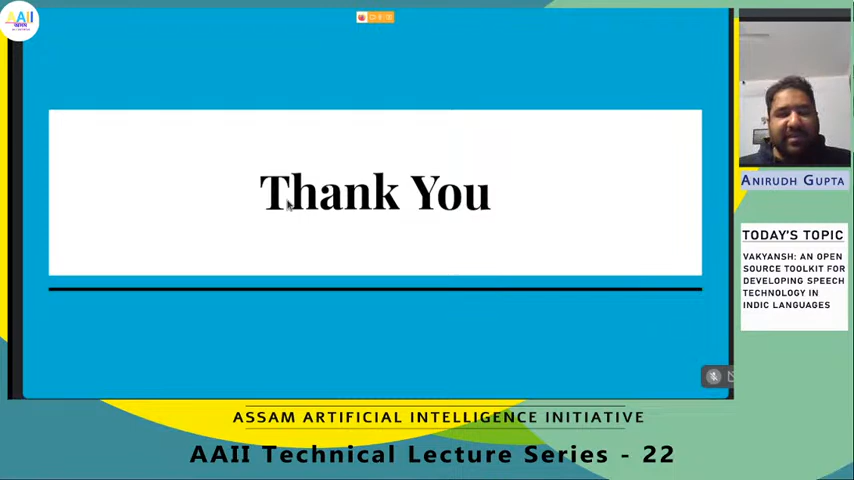 AAII
Thank You
ANIRUDH GUPTA
TODAY'S TOPIC
VAKYANSH: AN OPEN
SOURCE TOOLKIT FOR
DEVELOPING SPEECH
TECHNOLOGY IN
INDIC LANGUAGES
ASSAM ARTIFICIAL INTELLIGENCE INITIATIVE
AAII Technical Lecture Series - 22